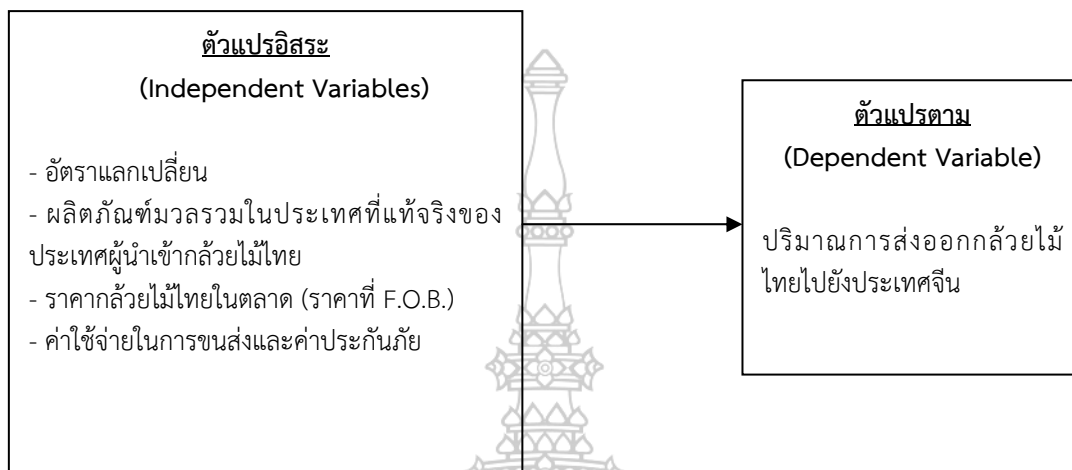 ตัวแปรอิสระ
(Independent Variables)
- อัตราแลกเปลี่ยน
- ผลิตภัณฑ์มวลรวมในประเทศที่แท้จริงของ
ประเทศผู้นำเข้ากล้วยไม้ไทย
- ราคากล้วยไม้ไทยในตลาด (ราคาที่ F.O.B.)
- ค่าใช้จ่ายในการขนส่งและค่าประกันภัย
ตัวแปรตาม
(Dependent Variable)
ปริมาณการส่งออกกล้วยไม้
ไทยไปยังประเทศจีน